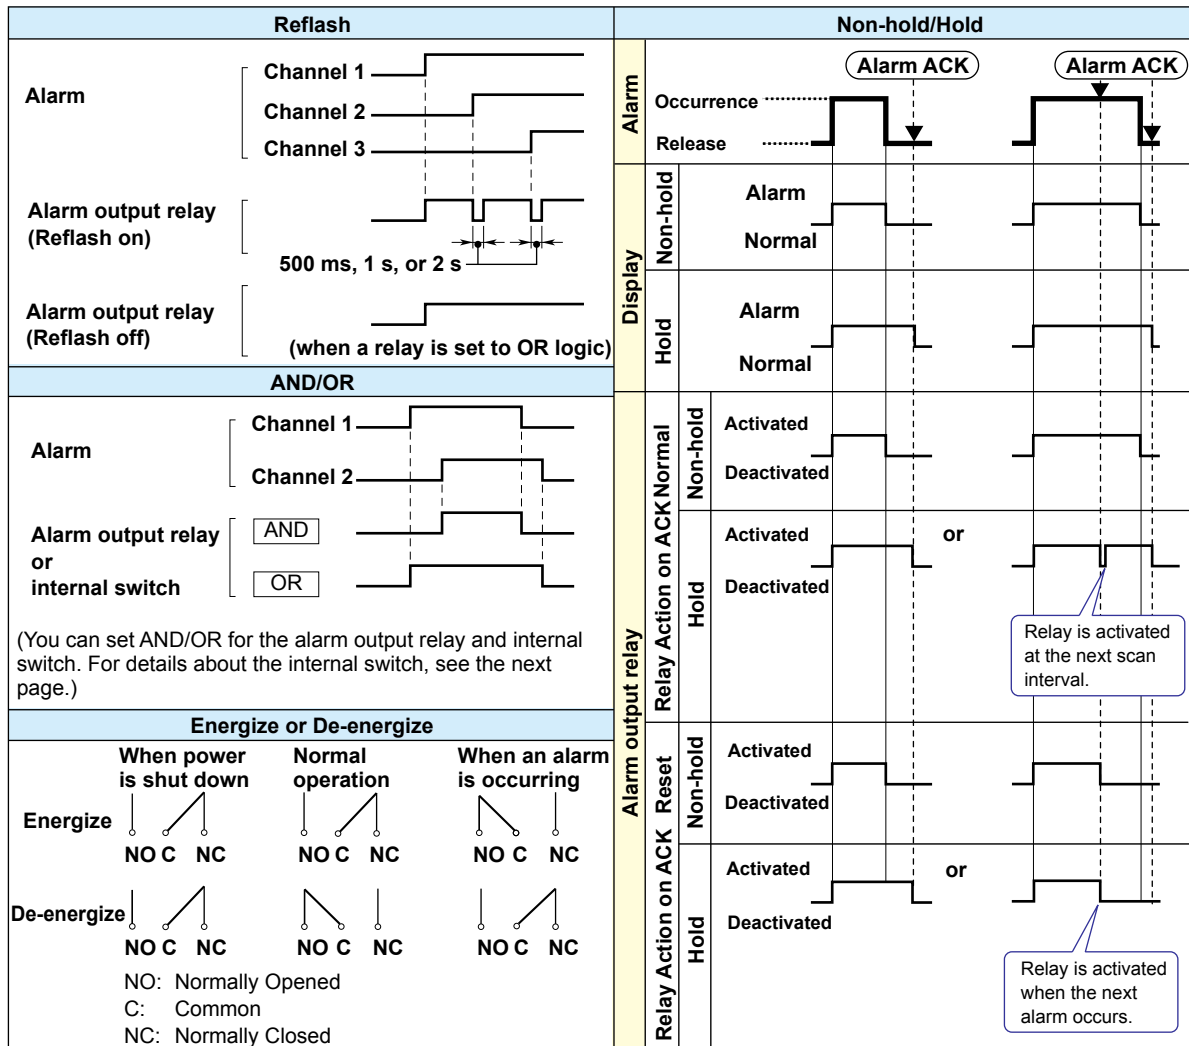 Reflash
Alarm
Channel 1
Channel 2
Channel 3
Alarm output relay
(Reflash on)
500 ms, 1 s, or 2 s
Alarm output relay
(Reflash off)
(when a relay is set to OR logic)
AND/OR
Alarm
Channel 1
Channel 2
Alarm output relay
or
internal switch
AND
OR
(You can set AND/OR for the alarm output relay and internal
switch. For details about the internal switch, see the next
page.)
Energize or De-energize
When power
is shut down
Normal
operation
When an alarm
is occurring
Energize
NO C NC
NO C NC
NO C NC
De-energize
NO C NC
NO C NC
NO C NC
NO: Normally Opened
C: Common
NC: Normally Closed
Non-hold/Hold
Alarm
Alarm ACK
Alarm ACK
Occurrence
Release
Display
Non-hold
Alarm
Normal
Hold
Alarm
Normal
Alarm output relay
Relay Action on ACK Normal
Non-hold
Activated
Deactivated
Hold
Activated
or
Deactivated
Relay is activated
at the next scan
interval.
Relay Action on ACK Reset
Non-hold
Activated
Deactivated
Hold
Activated
or
Deactivated
Relay is activated
when the next
alarm occurs.